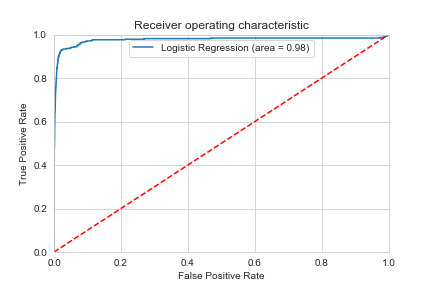 Receiver operating characteristic
Logistic Regression (area = 0.98)
True Positive Rate
1.0
0.8
0.6
0.4
0.2
0.0
0.0 0.2 0.4 0.6 0.8 1.0
False Positive Rate